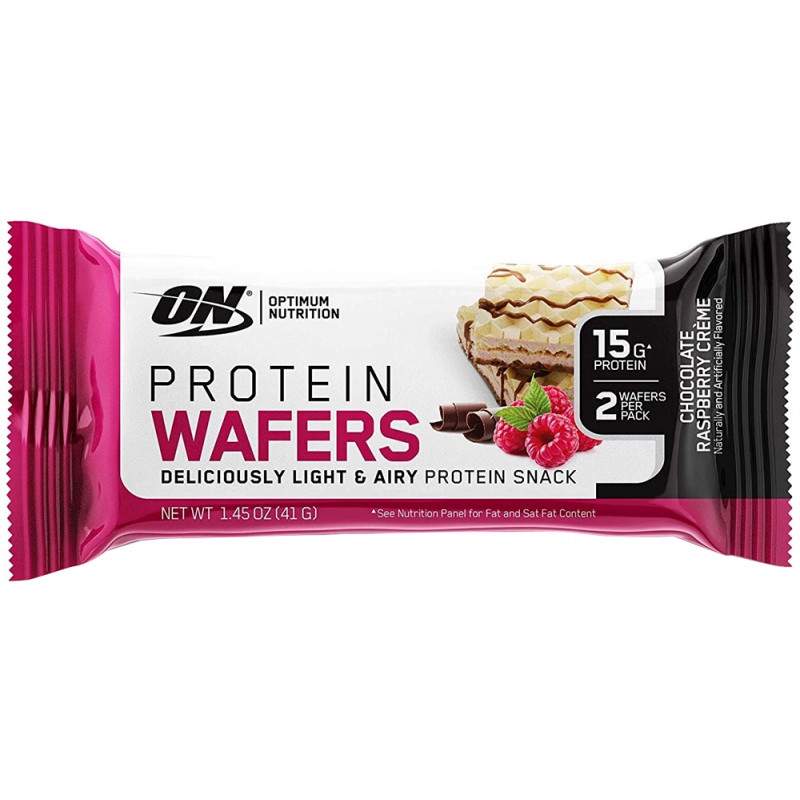 ON®
OPTIMUM
NUTRITION
PROTEIN
WAFERS
DELICIOUSLY LIGHT & AIRY PROTEIN SNACK
NET WT 1.45 OZ (41 G)
▲See Nutrition Panel for Fat and Sat Fat Content
15G▲
PROTEIN
2 WAFERS
PER
PACK
CHOCOLATE
RASPBERRY CRÈME
Naturally and Artificially Flavored